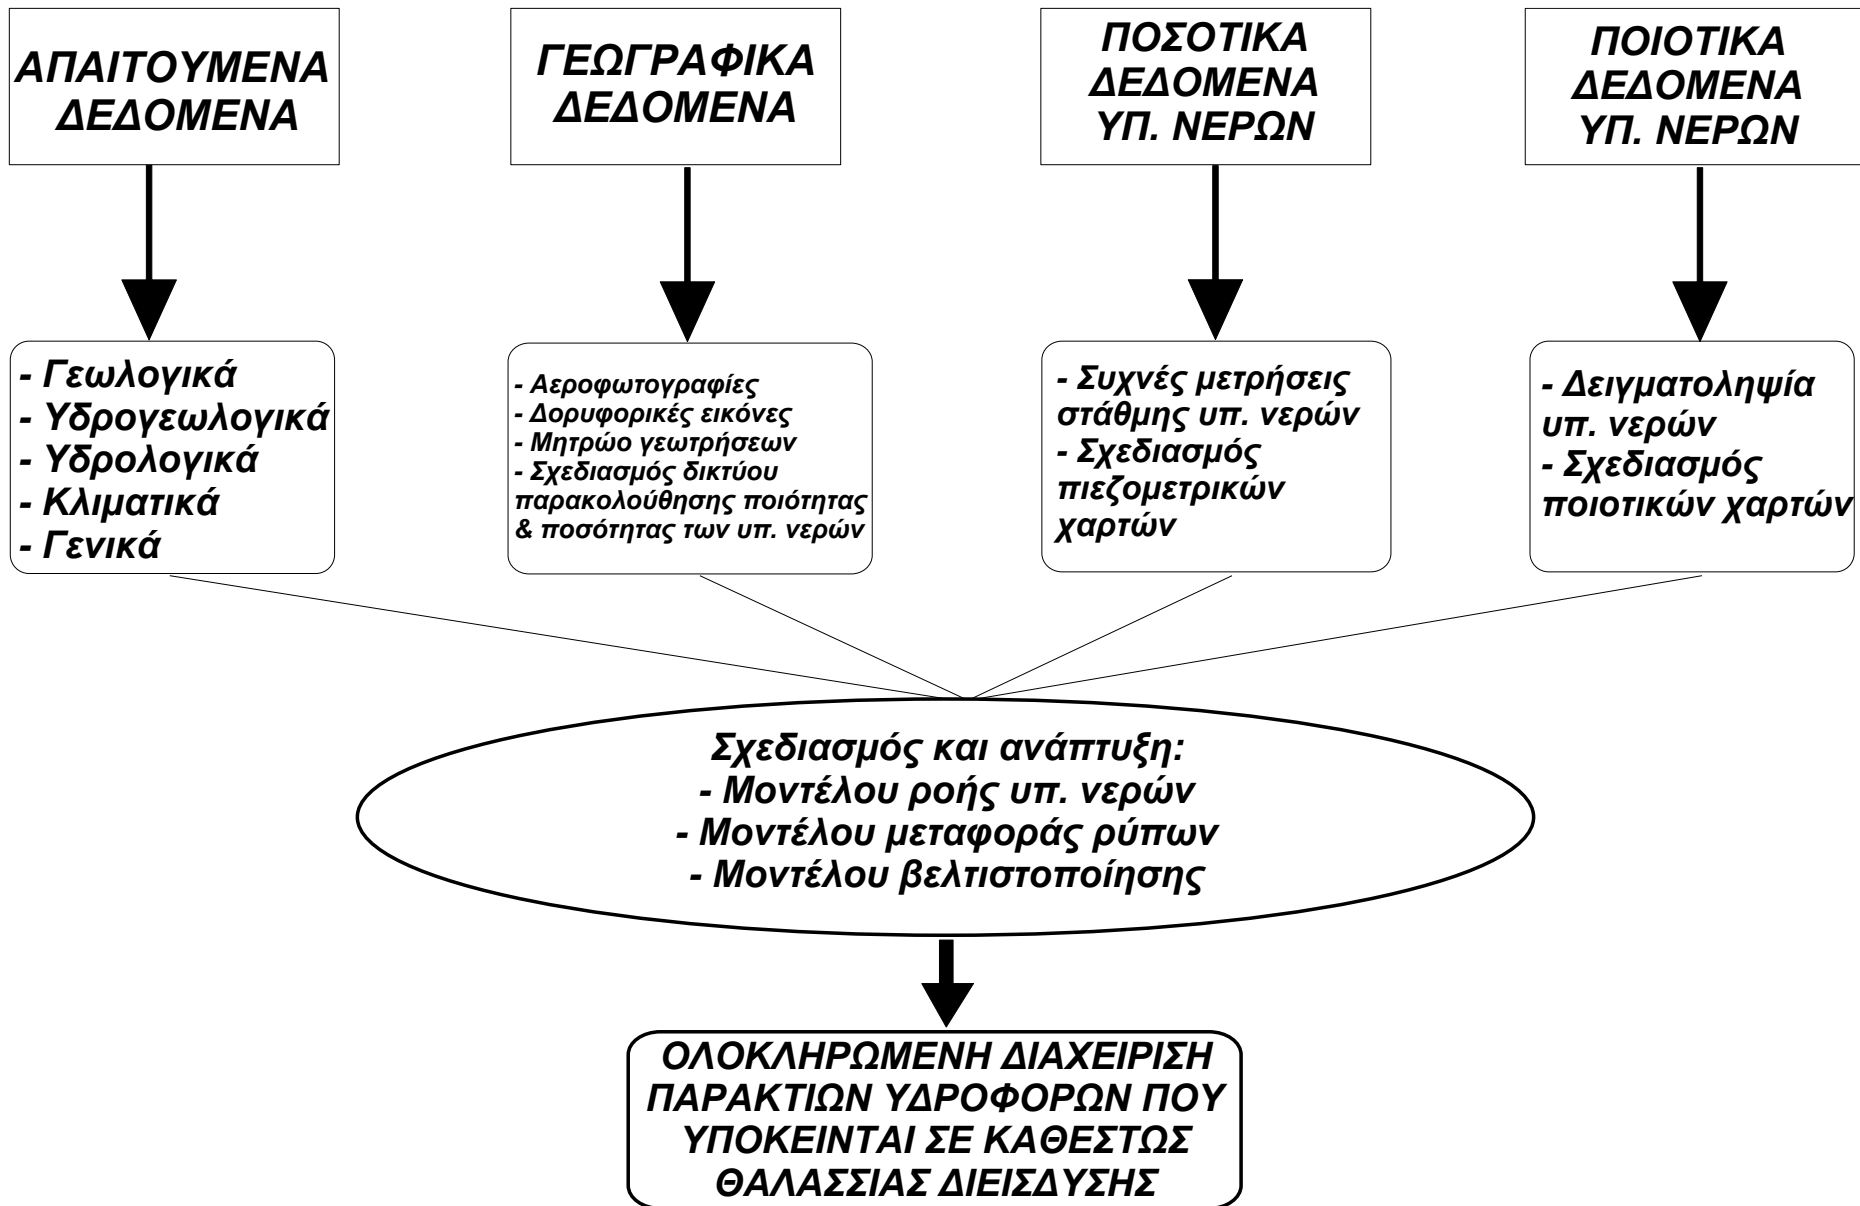 ΑΠΑΙΤΟΥΜΕΝΑ
ΔΕΔΟΜΕΝΑ
ΓΕΩΓΡΑΦΙΚΑ
ΔΕΔΟΜΕΝΑ
ΠΟΣΟΤΙΚΑ
ΔΕΔΟΜΕΝΑ
ΥΠ. ΝΕΡΩΝ
ΠΟΙΟΤΙΚΑ
ΔΕΔΟΜΕΝΑ
ΥΠ. ΝΕΡΩΝ
- Γεωλογικά
- Υδρογεωλογικά
- Υδρολογικά
- Κλιματικά
- Γενικά
- Αεροφωτογραφίες
- Δορυφορικές εικόνες
- Μητρώο γεωτρήσεων
- Σχεδιασμός δικτύου
παρακολούθησης ποιότητας
& ποσότητας των υπ. νερών
- Συχνές μετρήσεις
στάθμης υπ. νερών
- Σχεδιασμός
πιεζομετρικών
χαρτών
- Δειγματοληψία
υπ. νερών
- Σχεδιασμός
ποιοτικών χαρτών
Σχεδιασμός και ανάπτυξη:
- Μοντέλου ροής υπ. νερών
- Μοντέλου μεταφοράς ρύπων
- Μοντέλου βελτιστοποίησης
ΟΛΟΚΛΗΡΩΜΕΝΗ ΔΙΑΧΕΙΡΙΣΗ
ΠΑΡΑΚΤΙΩΝ ΥΔΡΟΦΟΡΩΝ ΠΟΥ
ΥΠΟΚΕΙΝΤΑΙ ΣΕ ΚΑΘΕΣΤΩΣ
ΘΑΛΑΣΣΙΑΣ ΔΙΕΙΣΔΥΣΗΣ